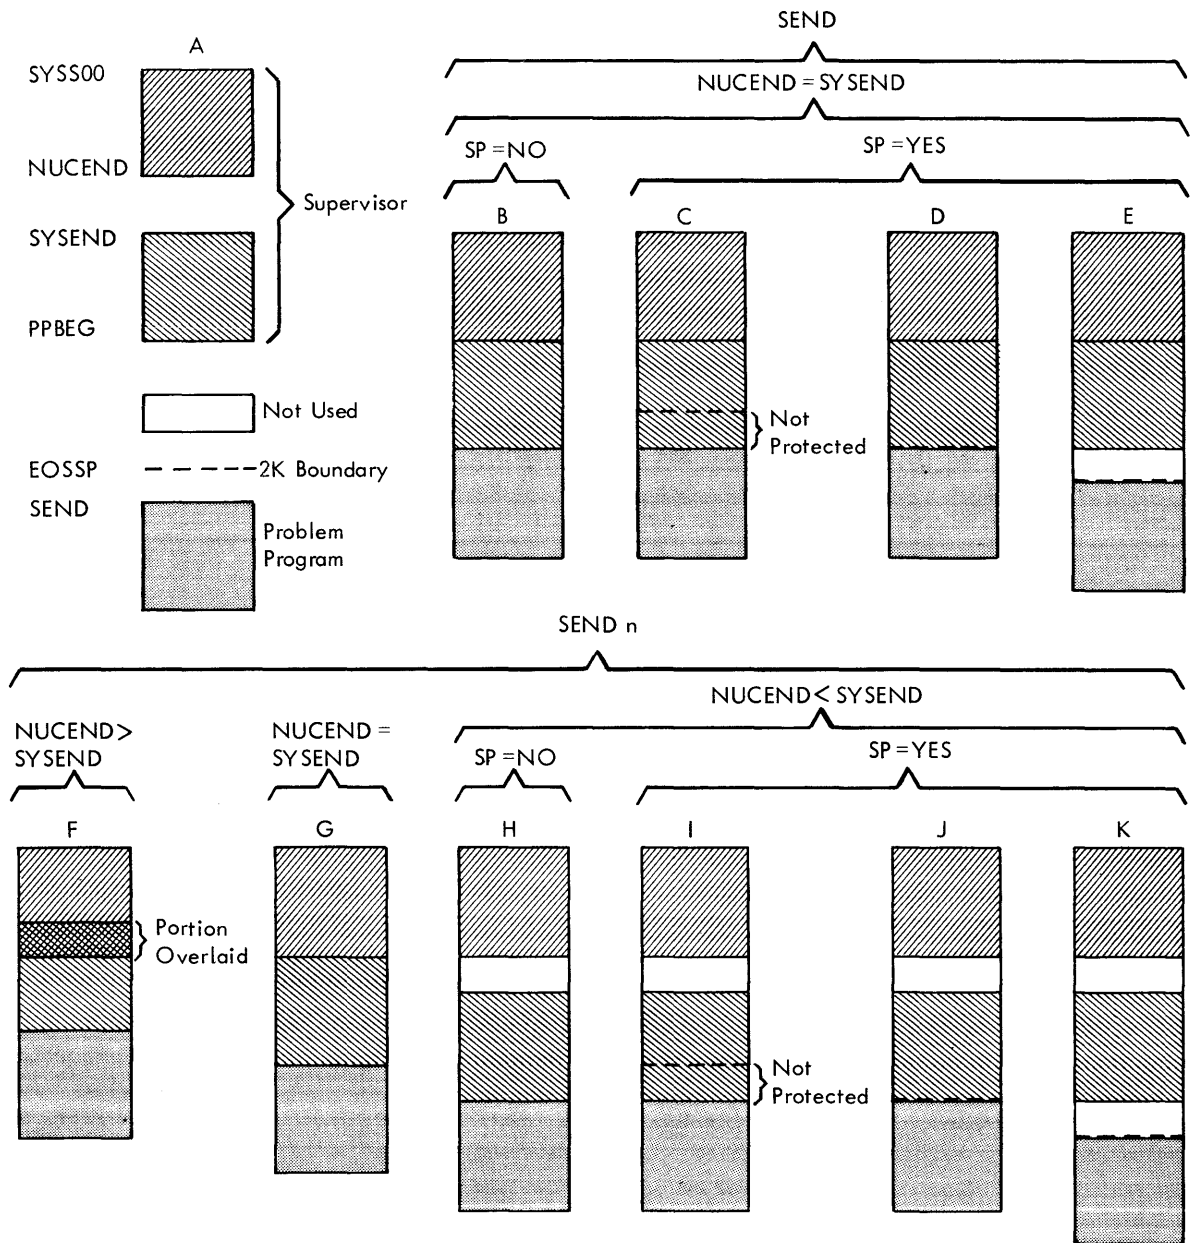 A
SYSS00
NUCEND
SYSEND
PPBEG
Supervisor
Not Used
EOSSP
2K Boundary
SEND
Problem
Program
SEND
NUCEND = SYSEND
SP = NO
SP = YES
B
C
D
E
Not
Protected
SEND n
NUCEND >
SYSEND
NUCEND =
SYSEND
NUCEND < SYSEND
SP = NO
SP = YES
F
G
H
I
J
K
Portion
Overlaid
Not
Protected